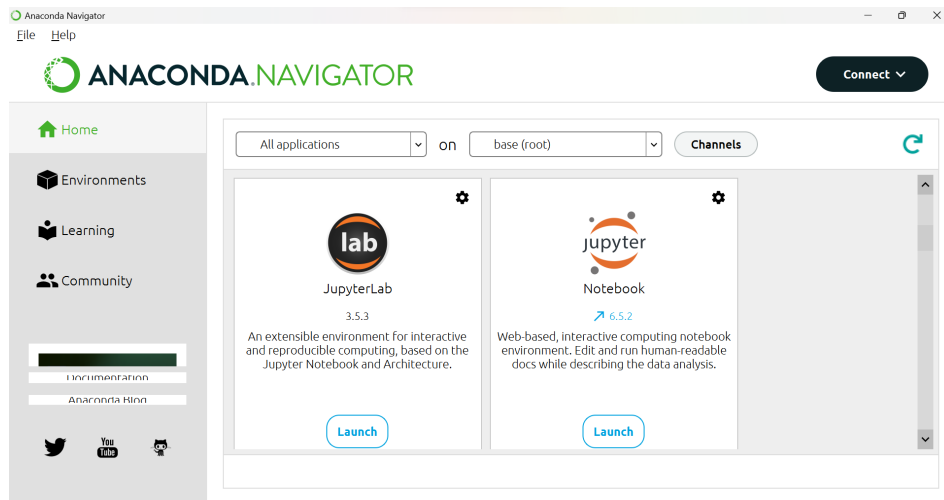 Anaconda Navigator
File Help
ANACONDA.NAVIGATOR
Connect
Home
Environments
Learning
Community
Documentation
Anaconda Blog
You
Tube
All applications
on
base (root)
Channels
lab
JupyterLab
3.5.3
An extensible environment for interactive
and reproducible computing, based on the
Jupyter Notebook and Architecture.
Launch
jupyter
Notebook
6.5.2
Web-based, interactive computing notebook
environment. Edit and run human-readable
docs while describing the data analysis.
Launch